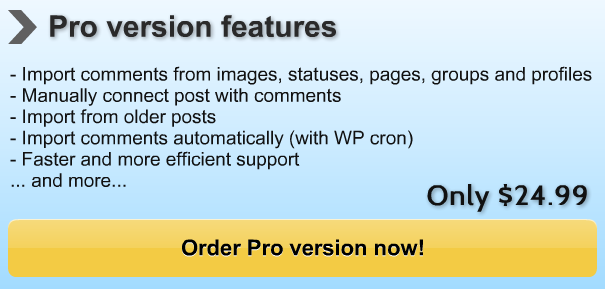 Pro version features
- Import comments from images, statuses, pages, groups and profiles
- Manually connect post with comments
- Import from older posts
- Import comments automatically (with WP cron)
- Faster and more efficient support
... and more...
Only $24.99
Order Pro version now!